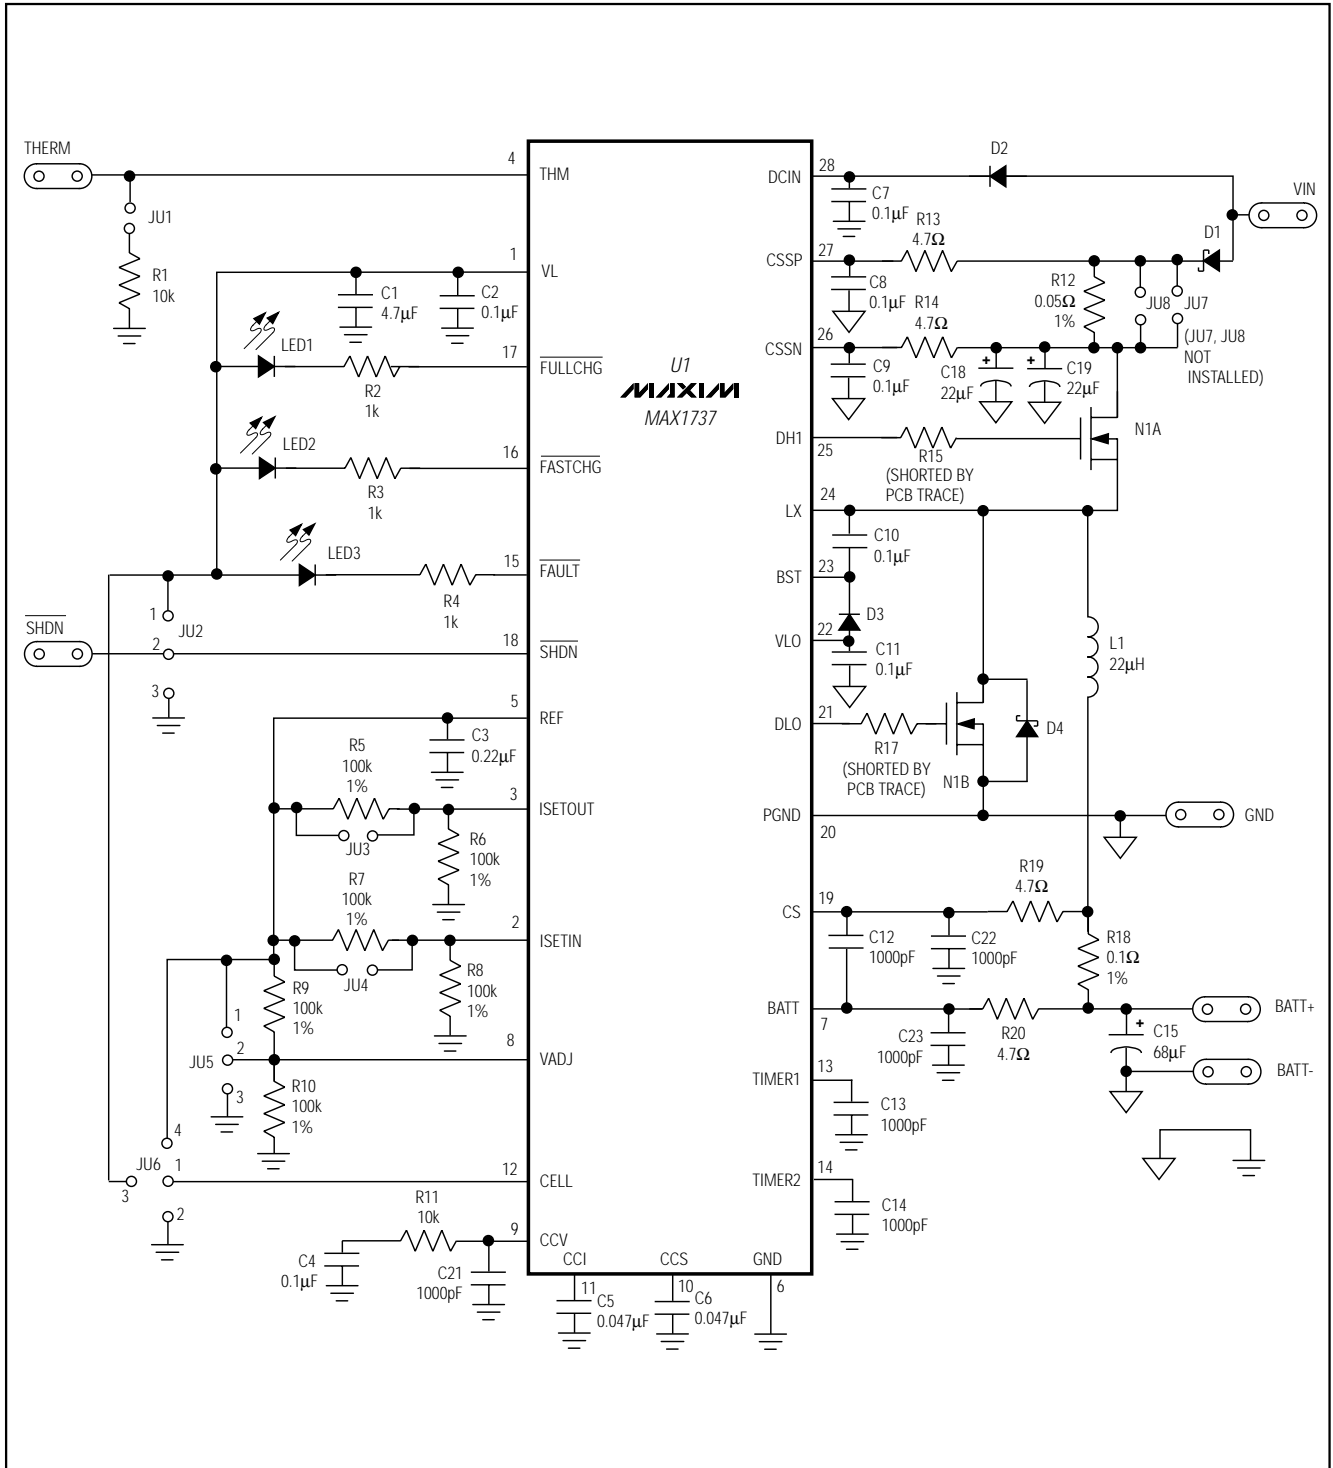 THERM
JU1
R1
10k
4
THM
1
VL
C1
4.7µF
C2
0.1µF
LED1
17
FULLCHG
R2
1k
LED2
16
FASTCHG
R3
1k
LED3
15
FAULT
R4
1k
SHDN
1
JU2
2
3
18
SHDN
5
REF
C3
0.22µF
R5
100k
1%
3
ISETOUT
JU3
R6
100k
1%
R7
100k
1%
2
ISETIN
JU4
R8
100k
1%
R9
100k
1%
1
JU5
2
3
8
VADJ
R10
100k
1%
4
JU6
1
3
2
12
CELL
R11
10k
9
CCV
C4
0.1µF
C21
1000pF
CCI
CCS
GND
11
C5
0.047µF
10
C6
0.047µF
6
U1
MAXIM
MAX1737
DCIN
28
D2
C7
0.1µF
VIN
R13
4.7Ω
D1
CSSP
27
C8
0.1µF
R12
0.05Ω
1%
JU8
JU7
R14
4.7Ω
(JU7, JU8
NOT
INSTALLED)
CSSN
26
C9
0.1µF
C18
22µF
C19
22µF
DH1
25
R15
(SHORTED BY
PCB TRACE)
N1A
LX
24
C10
0.1µF
BST
23
D3
VLO
22
C11
0.1µF
L1
22µH
DLO
21
R17
(SHORTED BY
PCB TRACE)
N1B
D4
PGND
20
GND
R19
4.7Ω
CS
19
C12
1000pF
C22
1000pF
R18
0.1Ω
1%
BATT
7
C23
1000pF
R20
4.7Ω
C15
68µF
BATT+
BATT-
TIMER1
13
C13
1000pF
TIMER2
14
C14
1000pF